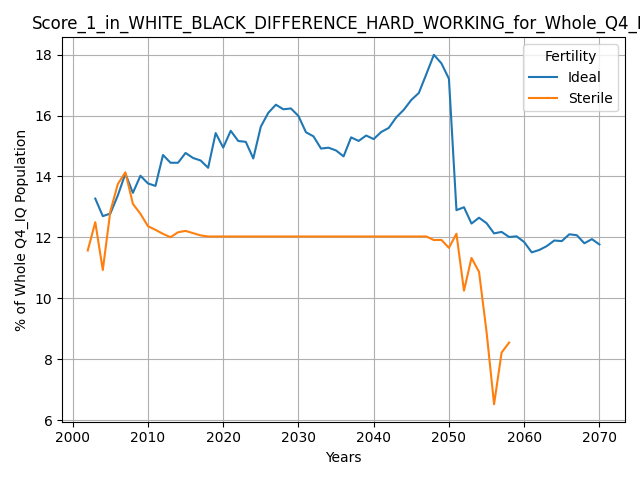 Score_1_in_WHITE_BLACK_DIFFERENCE_HARD_WORKING_for_Whole_Q4_I
Fertility
Ideal
Sterile
% of Whole Q4_IQ Population
18
16
14
12
10
8
6
2000 2010 2020 2030 2040 2050 2060 2070
Years